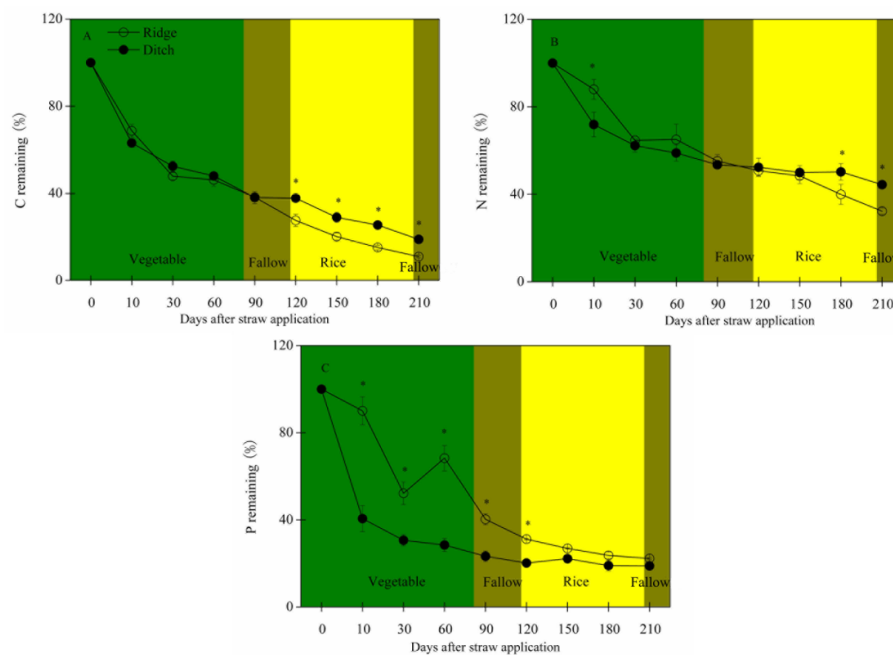 A
Ridge
Ditch
C remaining (%)
120
80
40
0
* * * *
Vegetable Fallow Rice Fallow
0 10 30 60 90 120 150 180 210
Days after straw application
B
N remaining (%)
120
80
40
0
* * *
Vegetable Fallow Rice Fallow
0 10 30 60 90 120 150 180 210
Days after straw application
C
P remaining (%)
120
80
40
0
* * * * *
Vegetable Fallow Rice Fallow
0 10 30 60 90 120 150 180 210
Days after straw application